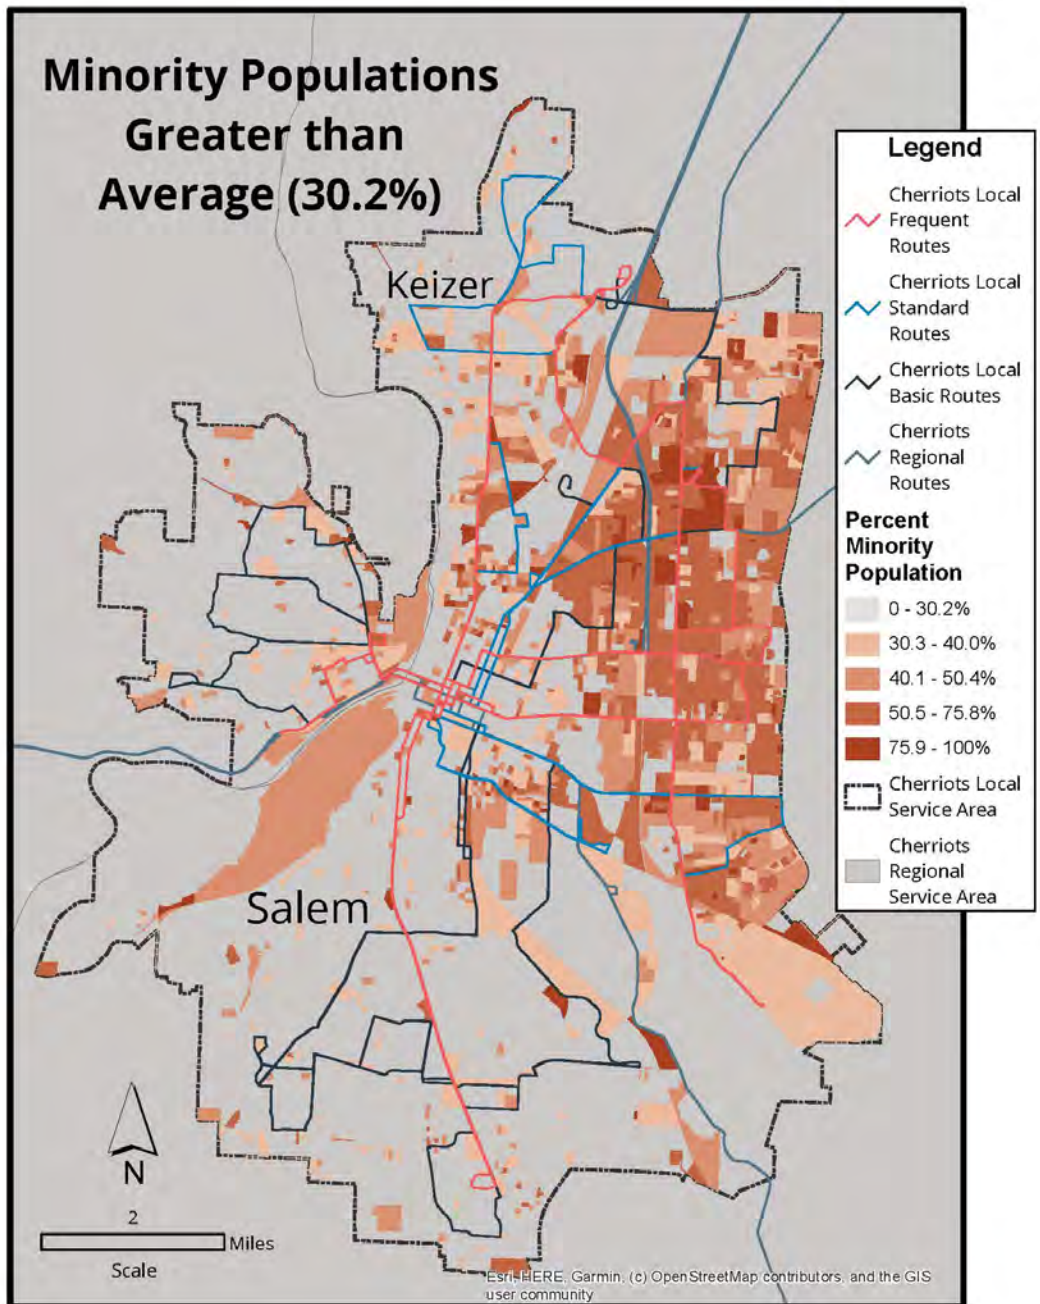 Minority Populations
Greater than
Average (30.2%)
Keizer
Salem
N
2
Miles
Scale
Legend
Cherriots Local
Frequent
Routes
Cherriots Local
Standard
Routes
Cherriots Local
Basic Routes
Cherriots
Regional
Routes
Percent
Minority
Population
0 - 30.2%
30.3 - 40.0%
40.1 - 50.4%
50.5 - 75.8%
75.9 - 100%
Cherriots Local
Service Area
Cherriots
Regional
Service Area
Esri, HERE, Garmin, (c) OpenStreetMap contributors, and the GIS
user community